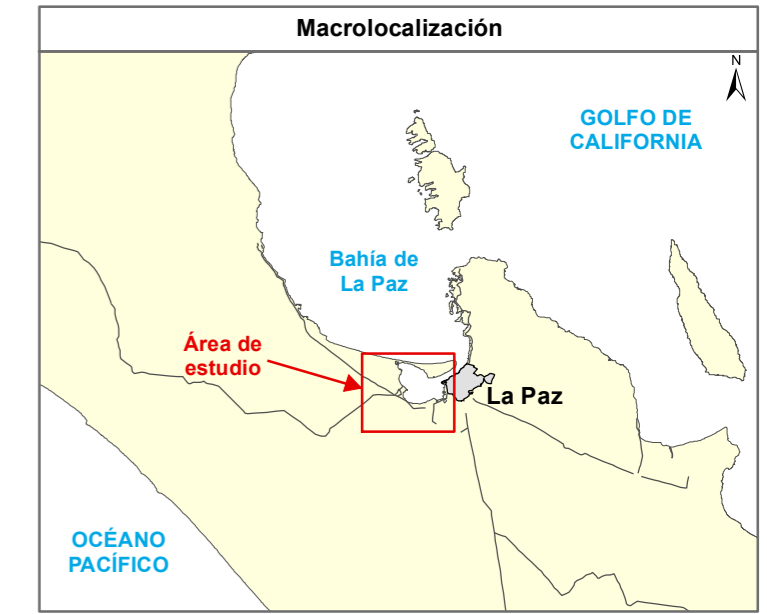 Macrolocalización
N
GOLFO DE
CALIFORNIA
Bahía de
La Paz
Área de
estudio
La Paz
OCÉANO
PACÍFICO